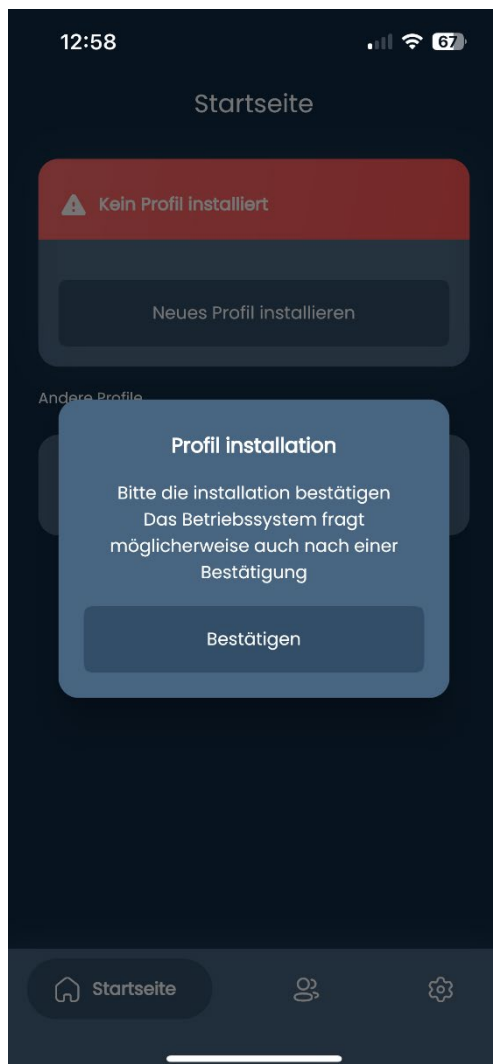 12:58
67
Startseite
Kein Profil installiert
Neues Profil installieren
Andere Profile
Profil installation
Bitte die installation bestätigen
Das Betriebssystem fragt
möglicherweise auch nach einer
Bestätigung
Bestätigen
Startseite